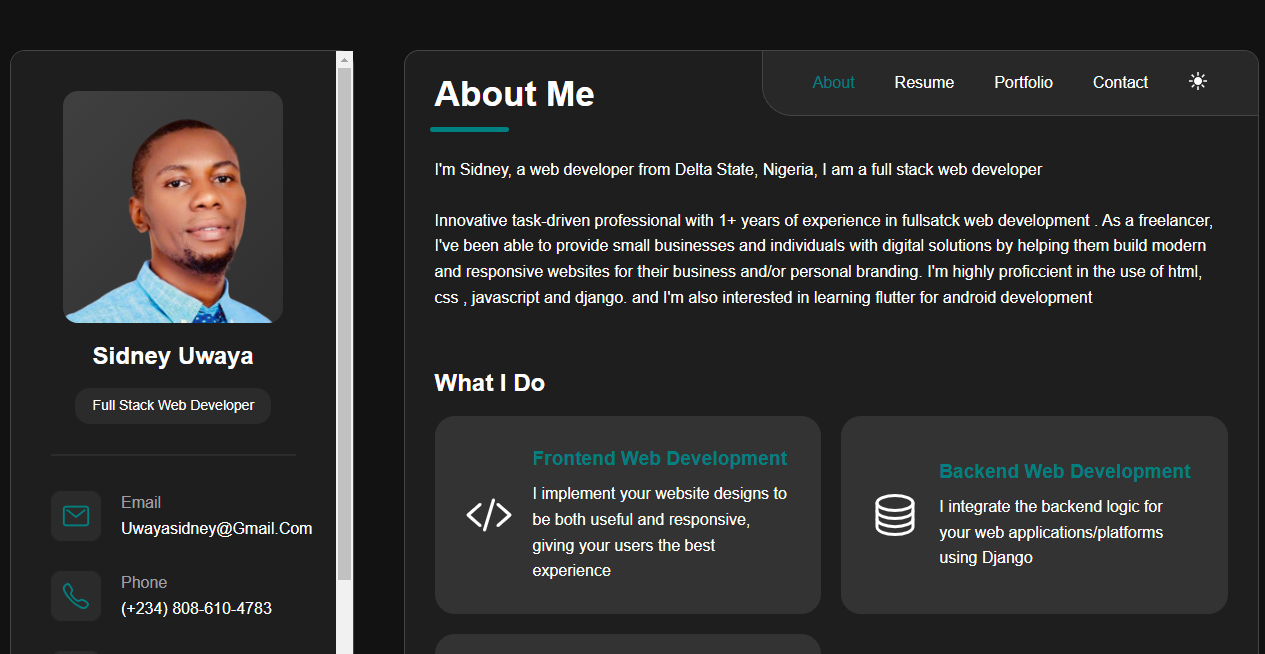 Sidney Uwaya
Full Stack Web Developer
Email
Uwayasidney@Gmail.Com
Phone
(+234) 808-610-4783
About Me
About
Resume
Portfolio
Contact
I'm Sidney, a web developer from Delta State, Nigeria, I am a full stack web developer
Innovative task-driven professional with 1+ years of experience in fullsatck web development . As a freelancer,
I've been able to provide small businesses and individuals with digital solutions by helping them build modern
and responsive websites for their business and/or personal branding. I'm highly proficcient in the use of html,
css , javascript and django. and I'm also interested in learning flutter for android development
What I Do
Frontend Web Development
I implement your website designs to
be both useful and responsive,
giving your users the best
experience
Backend Web Development
I integrate the backend logic for
your web applications/platforms
using Django